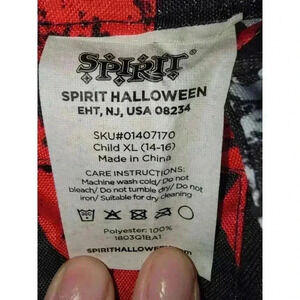 SPIRIT
SPIRIT HALLOWEEN
EHT, NJ, USA 08234
SKU#01407170
Child XL (14-16)
Made in China
CARE INSTRUCTIONS:
Machine wash cold/ Do not
bleach/ Do not tumble dry/ Do not
iron/ Suitable for dry cleaning
Polyester: 100%
1803Q1BA1
SPIRITHALLOWEEN.com